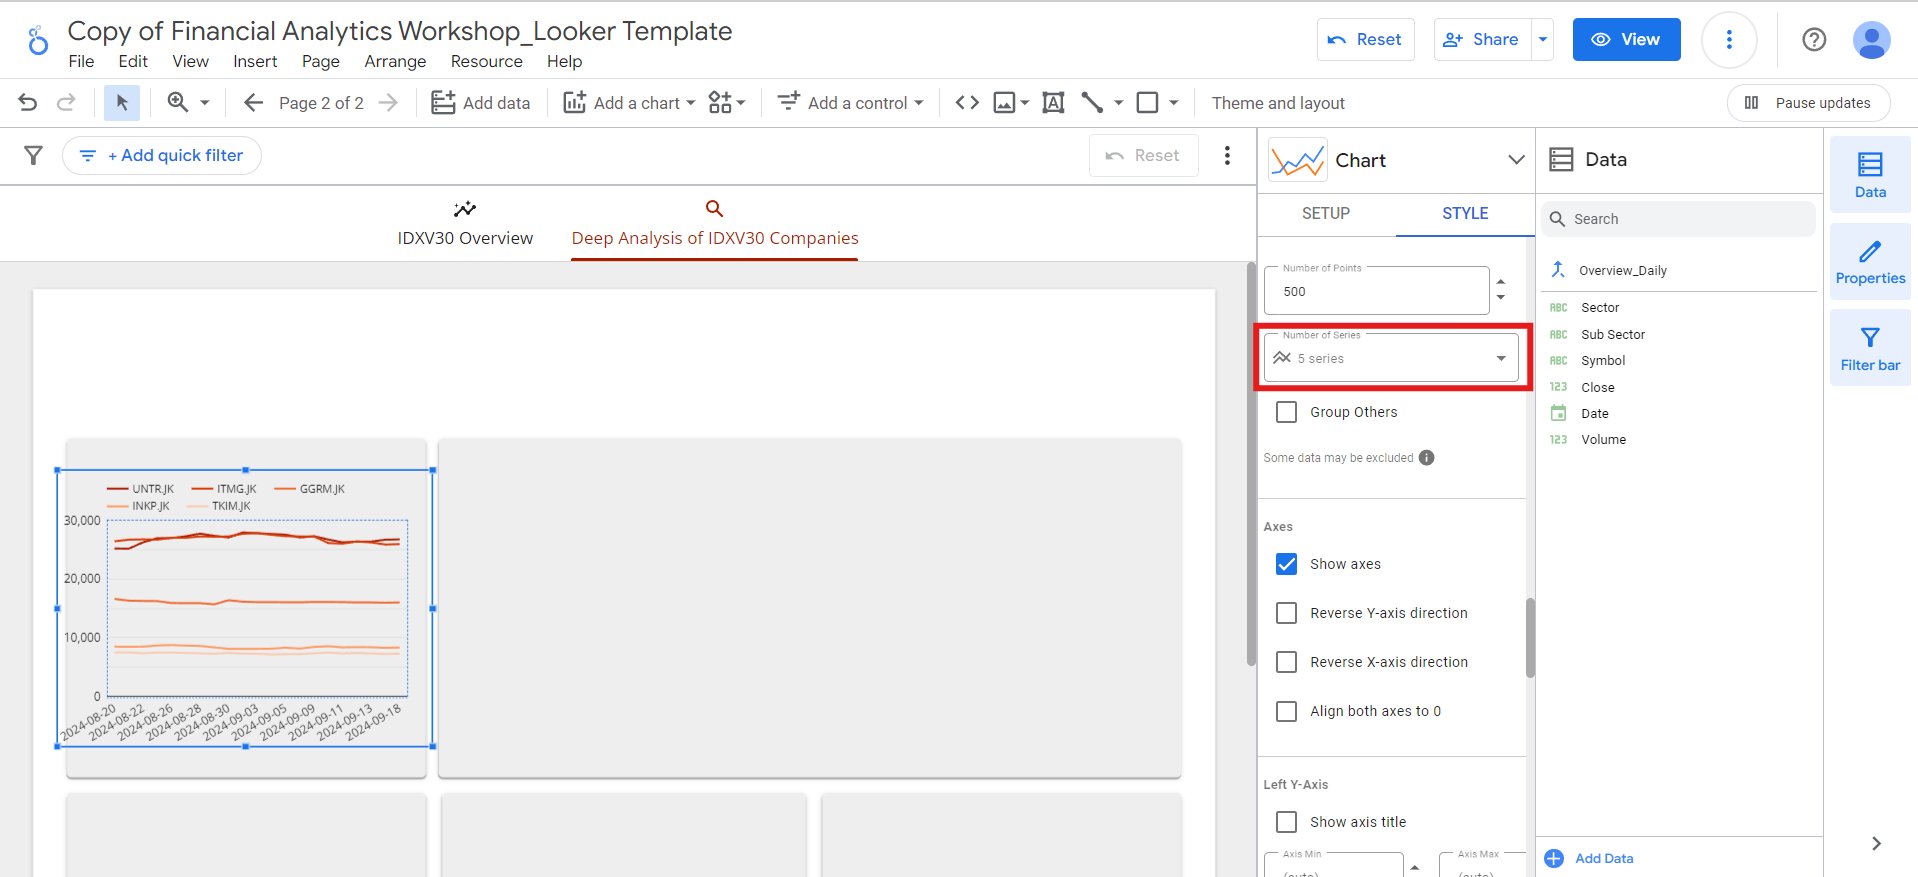 Copy of Financial Analytics Workshop_Looker Template
File Edit View Insert Page Arrange Resource Help
Reset
Share
View
Page 2 of 2
Add data
Add a chart
Add a control
Theme and layout
Pause updates
+ Add quick filter
Reset
IDXV30 Overview
Deep Analysis of IDXV30 Companies
UNTR.JK ITMG.JK GGRM.JK
INKP.JK TKIM.JK
30,000
20,000
10,000
0
2024-08-20 2024-08-22 2024-08-26 2024-08-28 2024-08-30 2024-09-03 2024-09-05 2024-09-09 2024-09-11 2024-09-13 2024-09-18
Chart
SETUP STYLE
Number of Points
500
Number of Series
5 series
Group Others
Some data may be excluded
Axes
Show axes
Reverse Y-axis direction
Reverse X-axis direction
Align both axes to 0
Left Y-Axis
Show axis title
Axis Min Axis Max
(auto) (auto)
Data
Search
Overview_Daily
ABC Sector
ABC Sub Sector
ABC Symbol
123 Close
Date
123 Volume
Add Data
Data
Properties
Filter bar